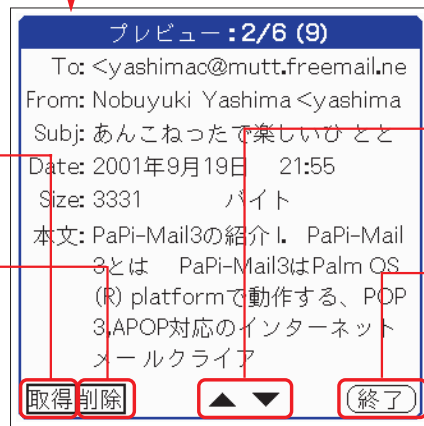 プレビュー:2/6 (9)
To: <yashimac@mutt.freemail.ne
From: Nobuyuki Yashima <yashima
Subj: あんこねったで楽しいひ とと
Date: 2001年9月19日 21:55
Size: 3331 バイト
本文: PaPi-Mail3の紹介 I. PaPi-Mail
3とは PaPi-Mail3はPalm OS
(R) platformで動作する、POP
3,APOP対応のインターネット
メールクライア
取得 削除 ▲ ▼ 終了